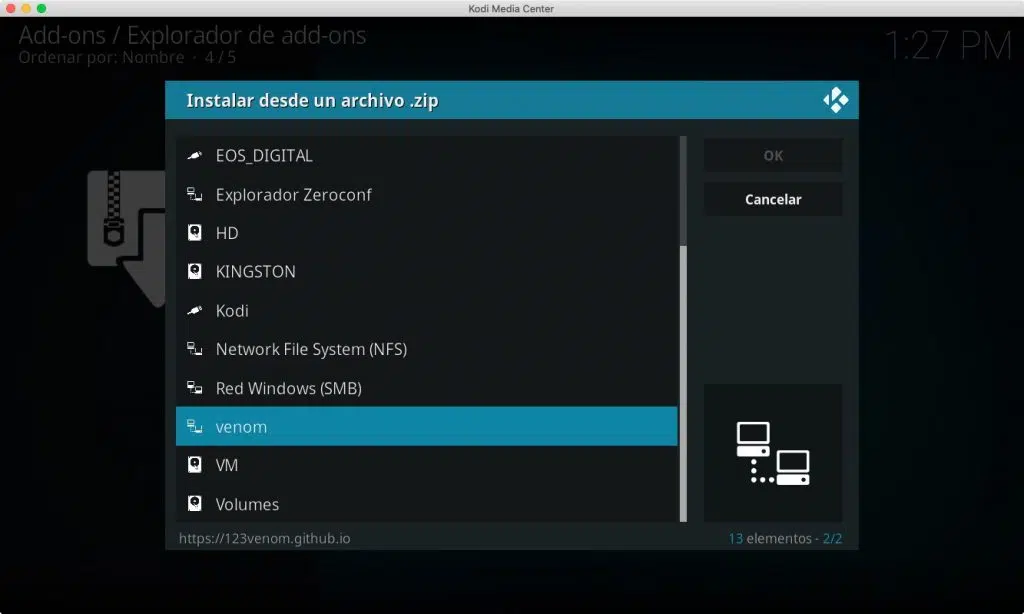 Kodi Media Center
Add-ons / Explorador de add-ons
Ordenar por: Nombre · 4 / 5
1:27 PM
Instalar desde un archivo .zip
EOS_DIGITAL
Explorador Zeroconf
HD
KINGSTON
Kodi
Network File System (NFS)
Red Windows (SMB)
venom
VM
Volumes
OK
Cancelar
https://123venom.github.io
13 elementos - 2/2